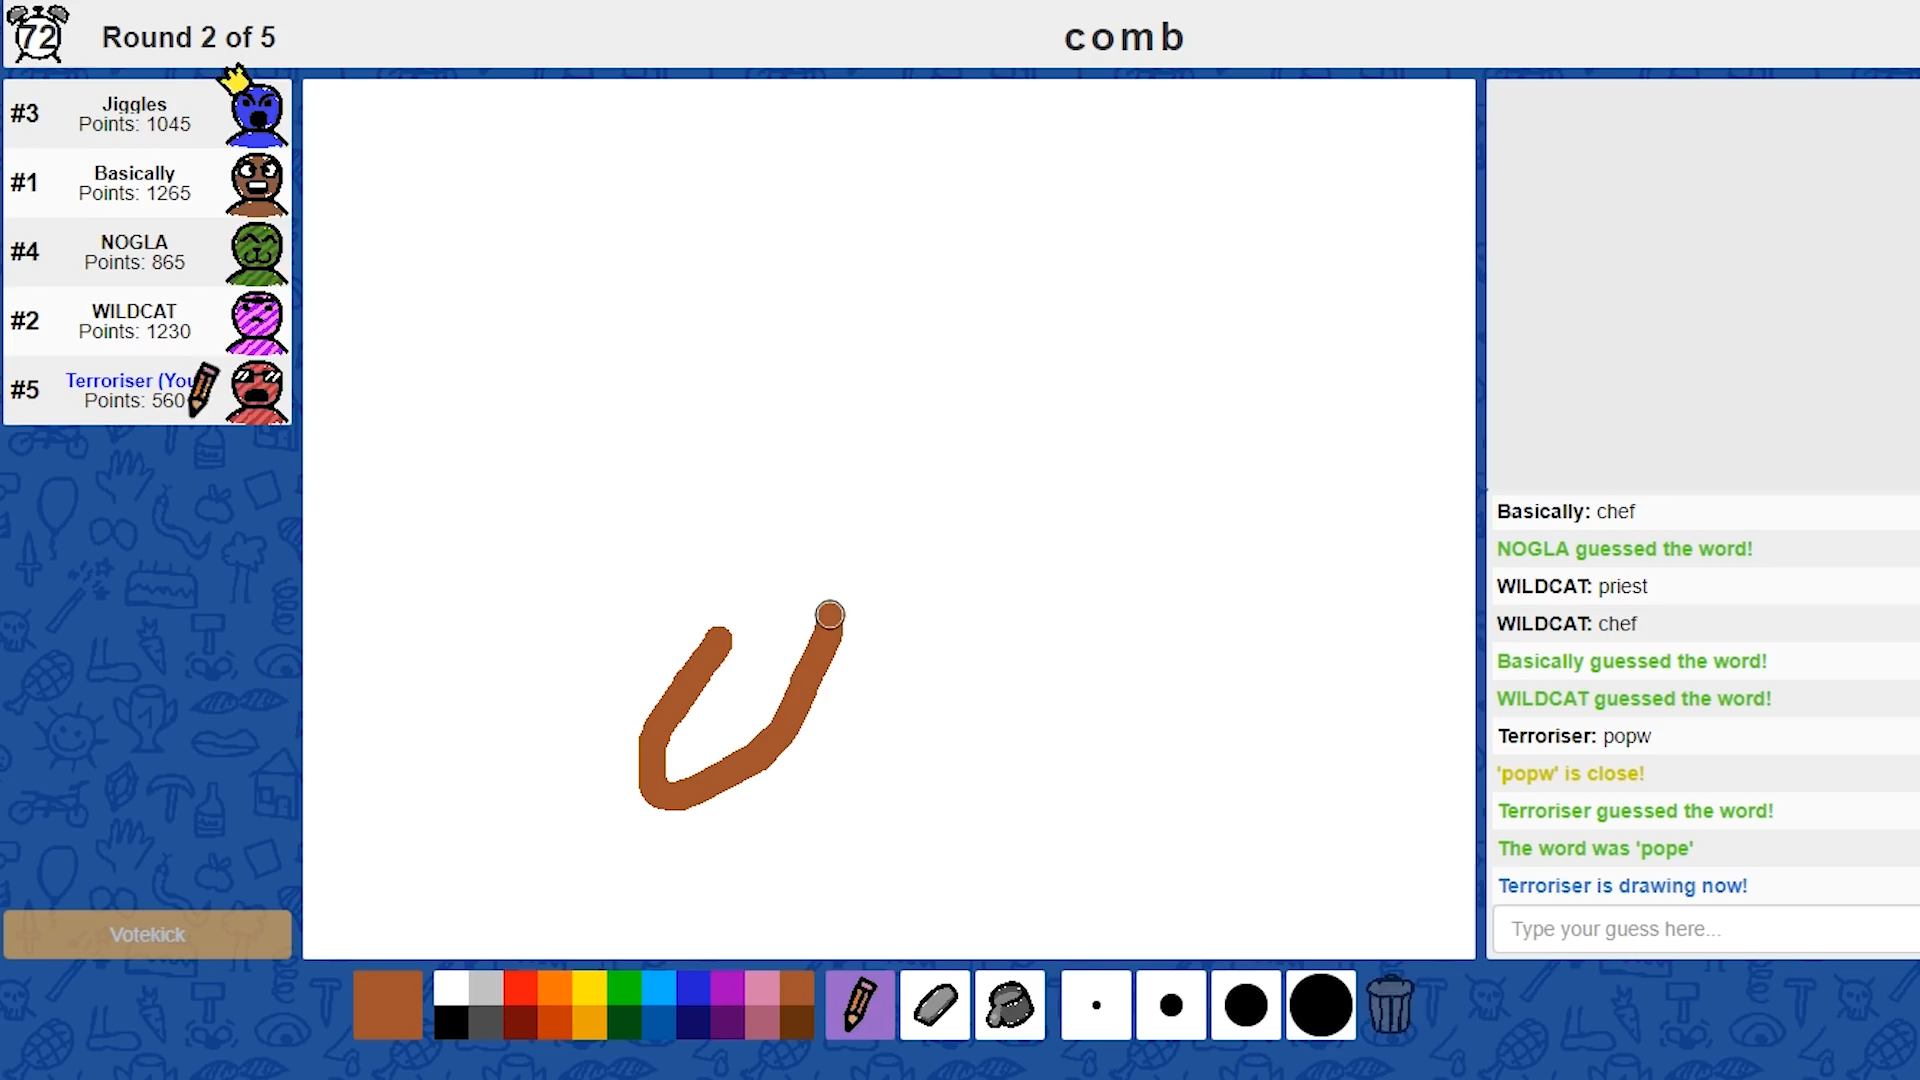 72
Round 2 of 5
comb
#3
Jiggles
Points: 1045
#1
Basically
Points: 1265
#4
NOGLA
Points: 865
#2
WILDCAT
Points: 1230
#5
Terroriser (You
Points: 560
Votekick
Basically: chef
NOGLA guessed the word!
WILDCAT: priest
WILDCAT: chef
Basically guessed the word!
WILDCAT guessed the word!
Terroriser: popw
'popw' is close!
Terroriser guessed the word!
The word was 'pope'
Terroriser is drawing now!
Type your guess here...